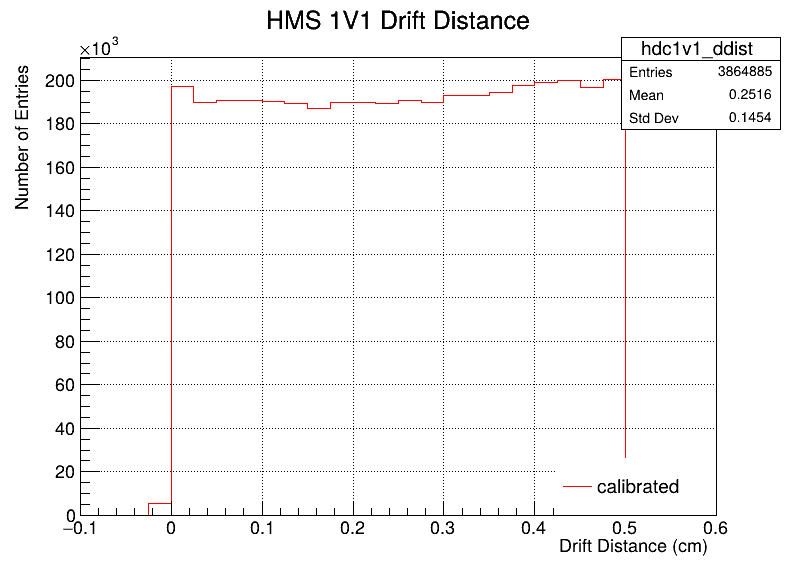 HMS 1V1 Drift Distance
×10³
hdc1v1_ddist
Entries 3864885
Mean 0.2516
Std Dev 0.1454
Number of Entries
200
180
160
140
120
100
80
60
40
20
0
calibrated
−0.1 0 0.1 0.2 0.3 0.4 0.5 0.6
Drift Distance (cm)